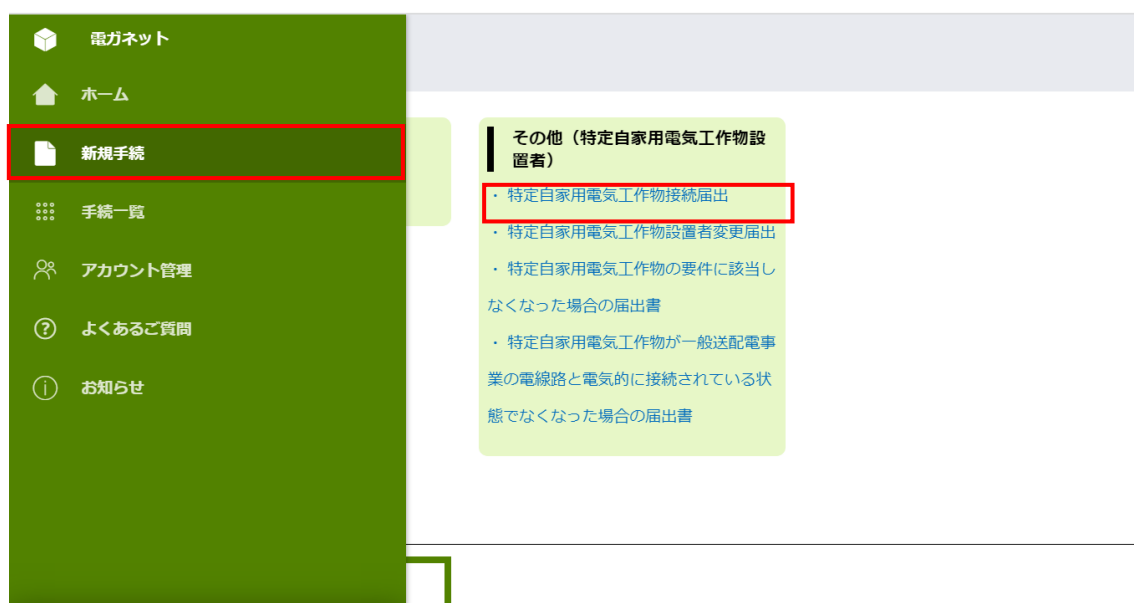 電ガネット
ホーム
新規手続
手続一覧
アカウント管理
よくあるご質問
お知らせ
その他（特定自家用電気工作物設
置者）
・ 特定自家用電気工作物接続届出
・ 特定自家用電気工作物設置者変更届出
・ 特定自家用電気工作物の要件に該当し
なくなった場合の届出書
・ 特定自家用電気工作物が一般送配電事
業の電線路と電気的に接続されている状
態でなくなった場合の届出書